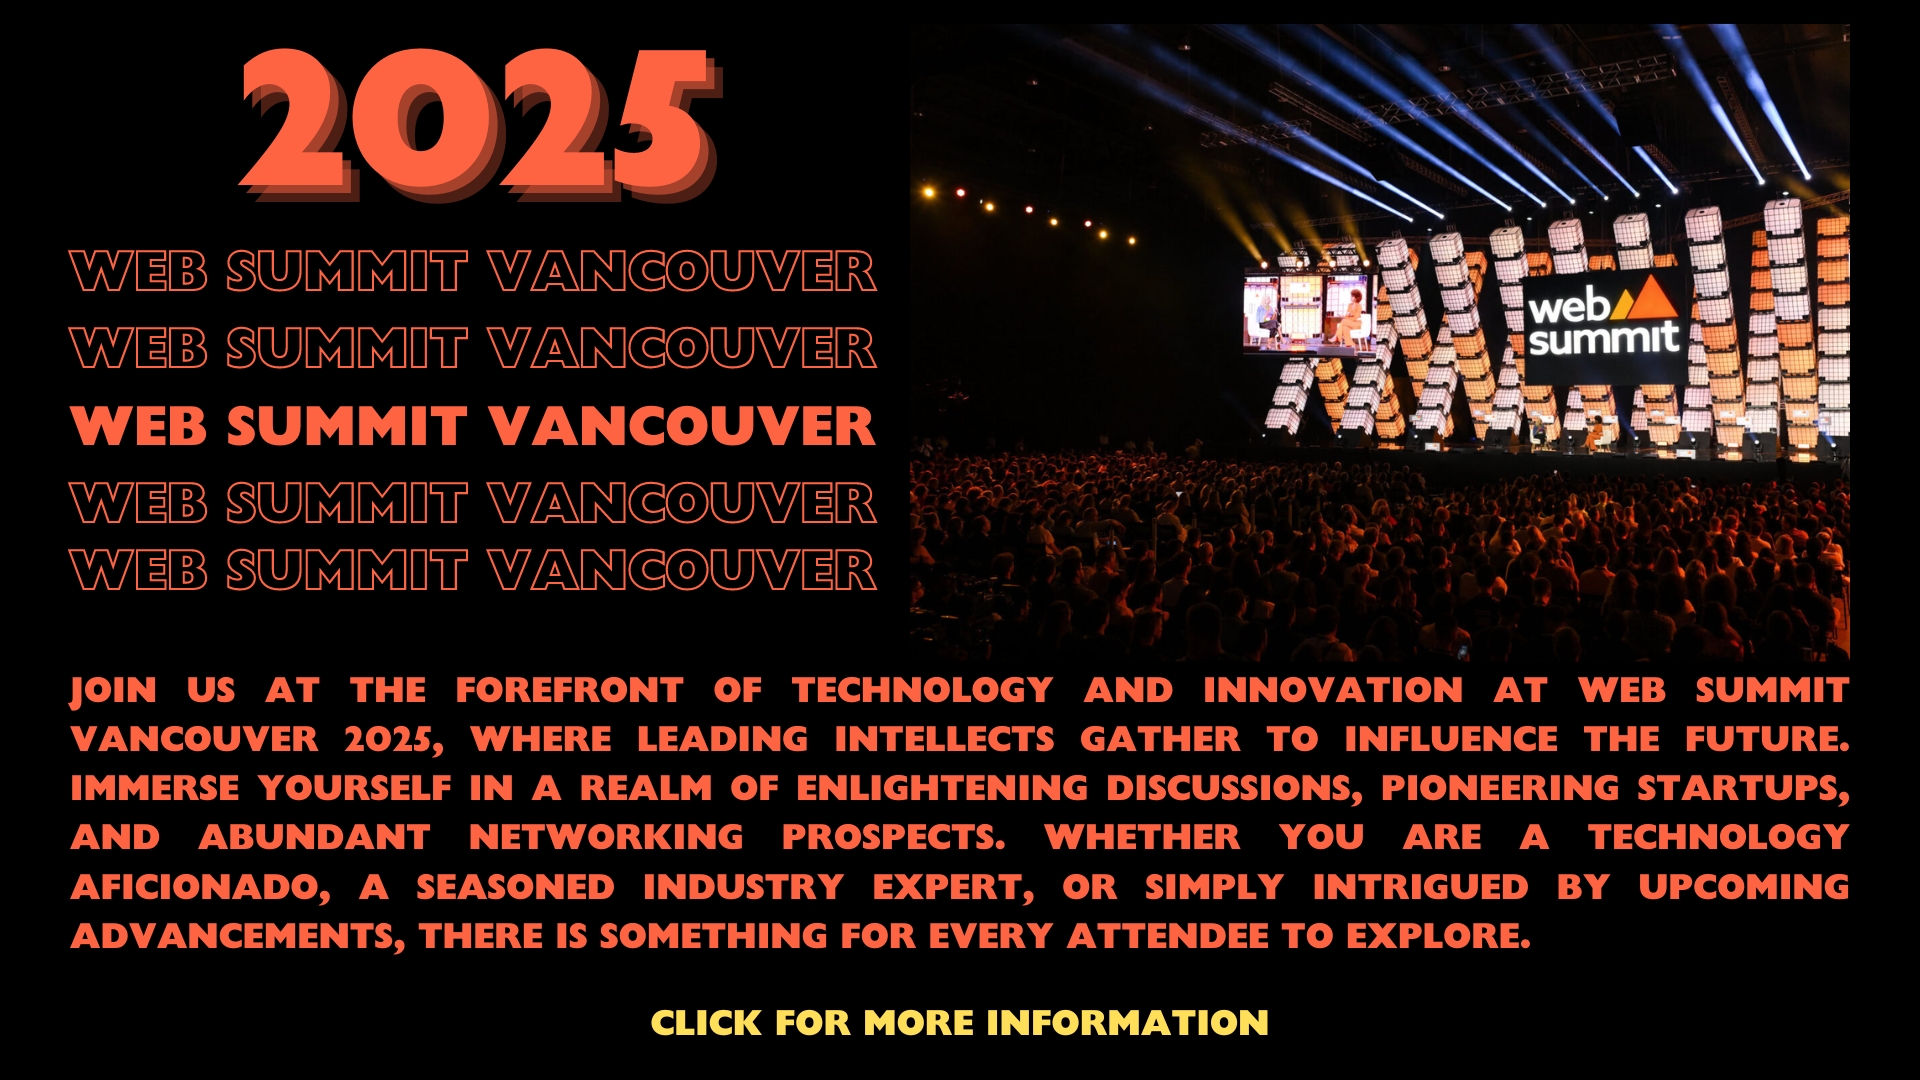 2025
WEB SUMMIT VANCOUVER
WEB SUMMIT VANCOUVER
WEB SUMMIT VANCOUVER
WEB SUMMIT VANCOUVER
WEB SUMMIT VANCOUVER
web
summit
JOIN US AT THE FOREFRONT OF TECHNOLOGY AND INNOVATION AT WEB SUMMIT
VANCOUVER 2025, WHERE LEADING INTELLECTS GATHER TO INFLUENCE THE FUTURE.
IMMERSE YOURSELF IN A REALM OF ENLIGHTENING DISCUSSIONS, PIONEERING STARTUPS,
AND ABUNDANT NETWORKING PROSPECTS. WHETHER YOU ARE A TECHNOLOGY
AFICIONADO, A SEASONED INDUSTRY EXPERT, OR SIMPLY INTRIGUED BY UPCOMING
ADVANCEMENTS, THERE IS SOMETHING FOR EVERY ATTENDEE TO EXPLORE.
CLICK FOR MORE INFORMATION